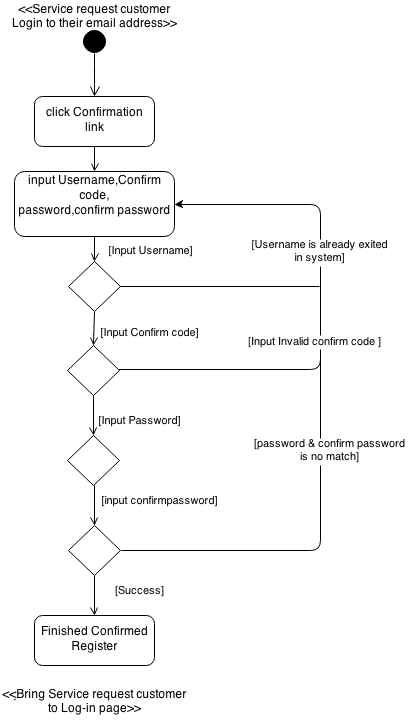 <<Service request customer
Login to their email address>>
click Confirmation
link
input Username,Confirm
code,
password,confirm password
[Input Username]
[Username is already exited
in system]
[Input Confirm code]
[Input Invalid confirm code ]
[Input Password]
[password & confirm password
is no match]
[input confirmpassword]
[Success]
Finished Confirmed
Register
<<Bring Service request customer
to Log-in page>>